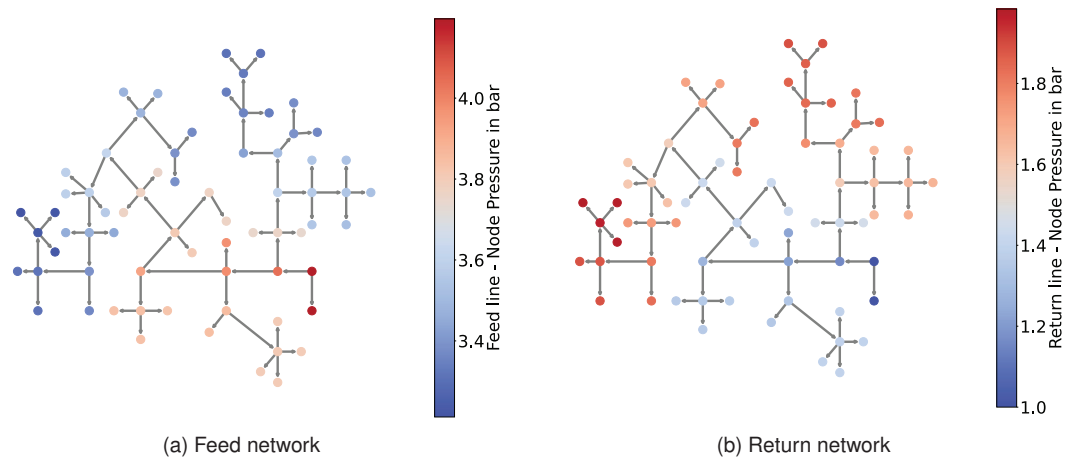 4.0
3.8
3.6
3.4
Feed line - Node Pressure in bar
1.8
1.6
1.4
1.2
1.0
Return line - Node Pressure in bar
(a) Feed network
(b) Return network